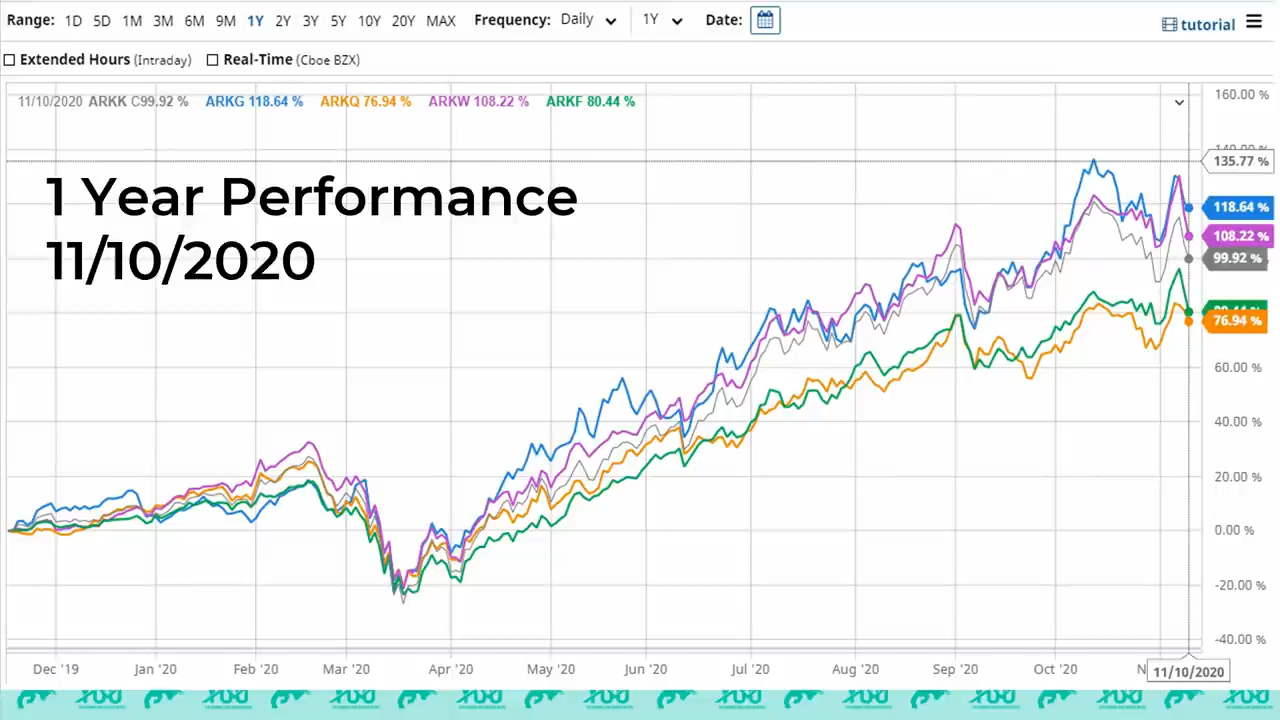 Range: 1D 5D 1M 3M 6M 9M 1Y 2Y 3Y 5Y 10Y 20Y MAX Frequency: Daily 1Y Date: tutorial
Extended Hours (Intraday) Real-Time (Cboe BZX)
11/10/2020 ARKK C99.92 % ARKG 118.64 % ARKQ 76.94 % ARKW 108.22 % ARKF 80.44 %
160.00 %
135.77 %
1 Year Performance
11/10/2020
118.64 %
108.22 %
99.92 %
76.94 %
60.00 %
40.00 %
20.00 %
0.00 %
-20.00 %
-40.00 %
Dec '19 Jan '20 Feb '20 Mar '20 Apr '20 May '20 Jun '20 Jul '20 Aug '20 Sep '20 Oct '20 11/10/2020